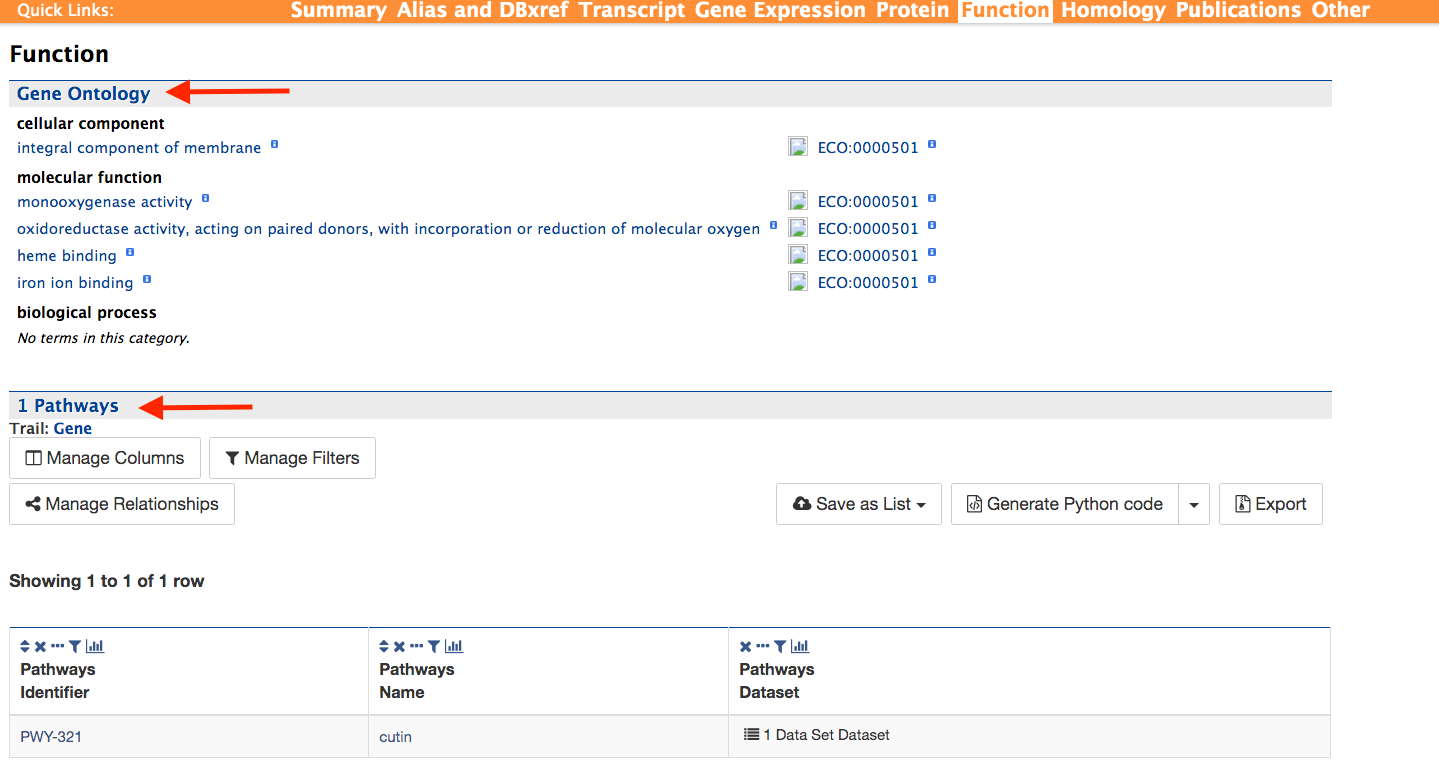 Quick Links: Summary Alias and DBxref Transcript Gene Expression Protein Function Homology Publications Other
Function
Gene Ontology
cellular component
integral component of membrane ECO:0000501
molecular function
monooxygenase activity ECO:0000501
oxidoreductase activity, acting on paired donors, with incorporation or reduction of molecular oxygen ECO:0000501
heme binding ECO:0000501
iron ion binding ECO:0000501
biological process
No terms in this category.
1 Pathways
Trail: Gene
Manage Columns Manage Filters
Manage Relationships Save as List Generate Python code Export
Showing 1 to 1 of 1 row
Pathways Pathways Pathways
Identifier Name Dataset
PWY-321 cutin 1 Data Set Dataset